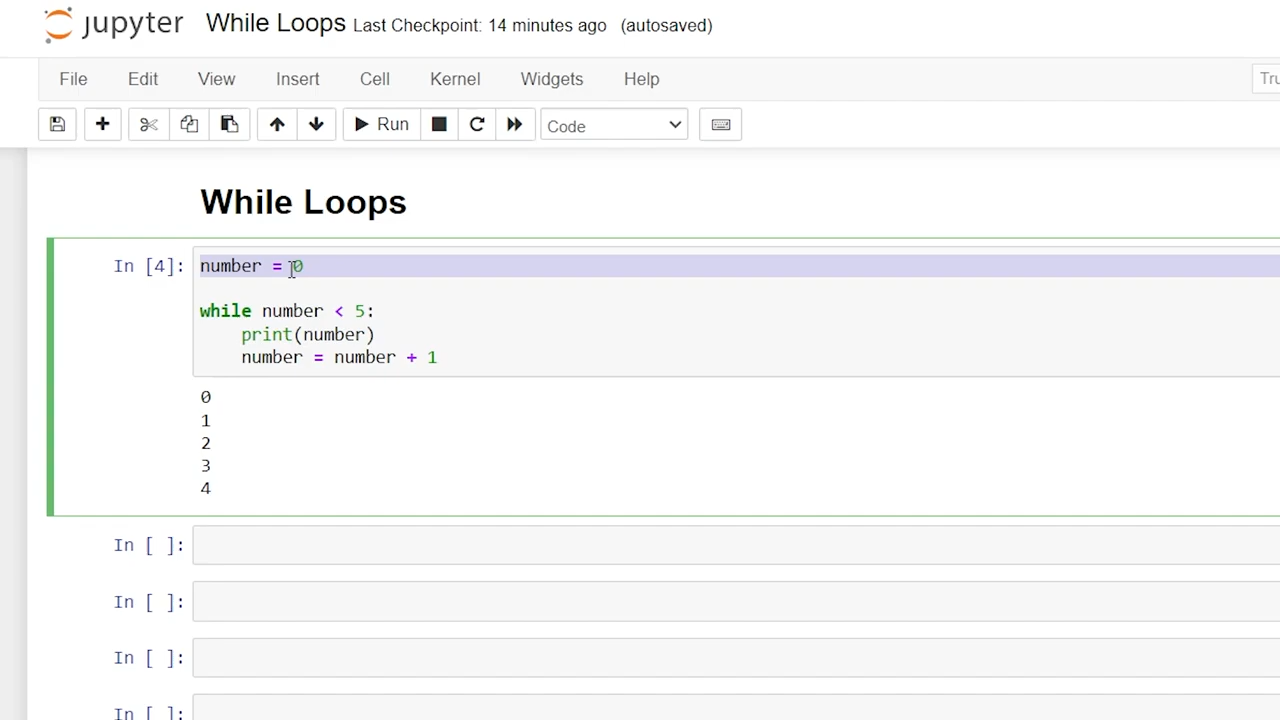 jupyter While Loops Last Checkpoint: 14 minutes ago (autosaved)
File Edit View Insert Cell Kernel Widgets Help
Run Code
While Loops
In [4]: number = 0
while number < 5:
    print(number)
    number = number + 1
0
1
2
3
4
In [ ]:
In [ ]:
In [ ]:
In [ ]: